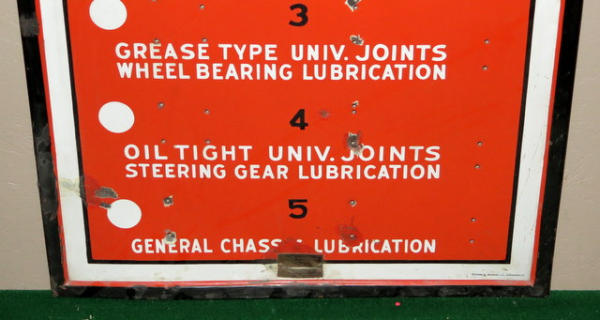 3
GREASE TYPE UNIV. JOINTS
WHEEL BEARING LUBRICATION
4
OIL TIGHT UNIV. JOINTS
STEERING GEAR LUBRICATION
5
GENERAL CHASSIS LUBRICATION